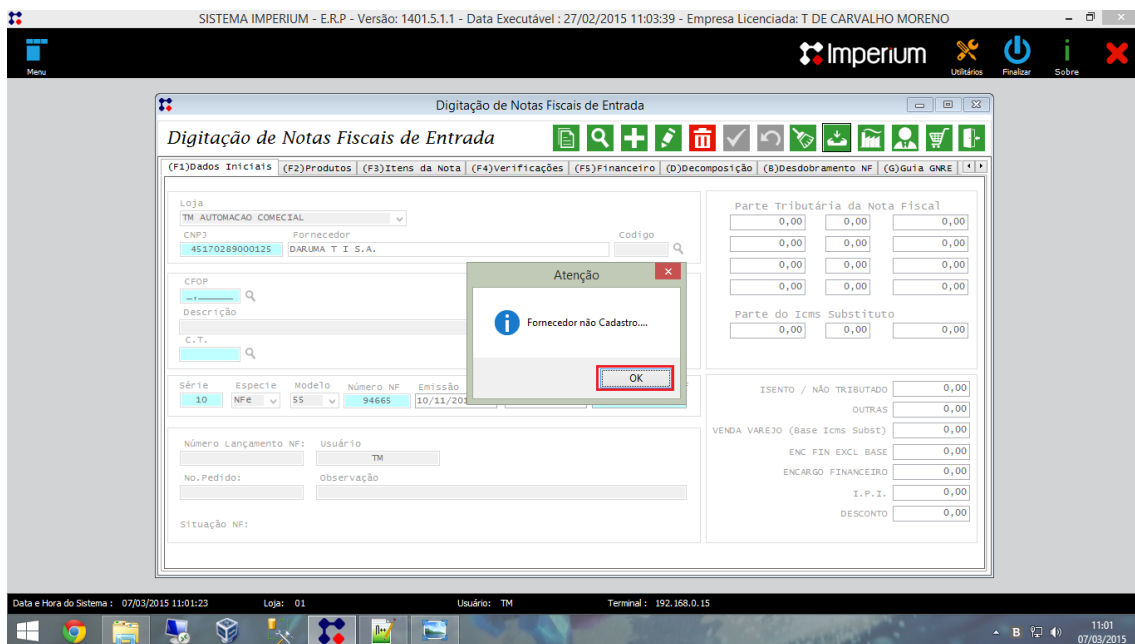 SISTEMA IMPERIUM - E.R.P - Versão: 1401.5.1.1 - Data Executável : 27/02/2015 11:03:39 - Empresa Licenciada: T DE CARVALHO MORENO
Menu
Imperium
Utilitários
Finalizar
Sobre
Digitação de Notas Fiscais de Entrada
Digitação de Notas Fiscais de Entrada
(F1)Dados Iniciais (F2)Produtos (F3)Itens da Nota (F4)Verificações (F5)Financeiro (D)Decomposição (B)Desdobramento NF (G)Guia GNRE
Loja
TM AUTOMACAO COMECIAL
CNPJ Fornecedor Codigo
45170289000125 DARUMA T I S.A.
CFOP
_.______
Descrição
C.T.
Série Especie Modelo Número NF Emissão
10 NFe 55 94665 10/11/201
Número Lançamento NF: Usuário
TM
No.Pedido: Observação
Situação NF:
Atenção
Fornecedor não Cadastro....
OK
Parte Tributária da Nota Fiscal
0,00 0,00 0,00
0,00 0,00 0,00
0,00 0,00 0,00
0,00 0,00 0,00
Parte do Icms Substituto
0,00 0,00 0,00
ISENTO / NÃO TRIBUTADO 0,00
OUTRAS 0,00
VENDA VAREJO (Base Icms Subst) 0,00
ENC FIN EXCL BASE 0,00
ENCARGO FINANCEIRO 0,00
I.P.I. 0,00
DESCONTO 0,00
Data e Hora do Sistema : 07/03/2015 11:01:23 Loja: 01 Usuário: TM Terminal : 192.168.0.15
B
11:01
07/03/2015